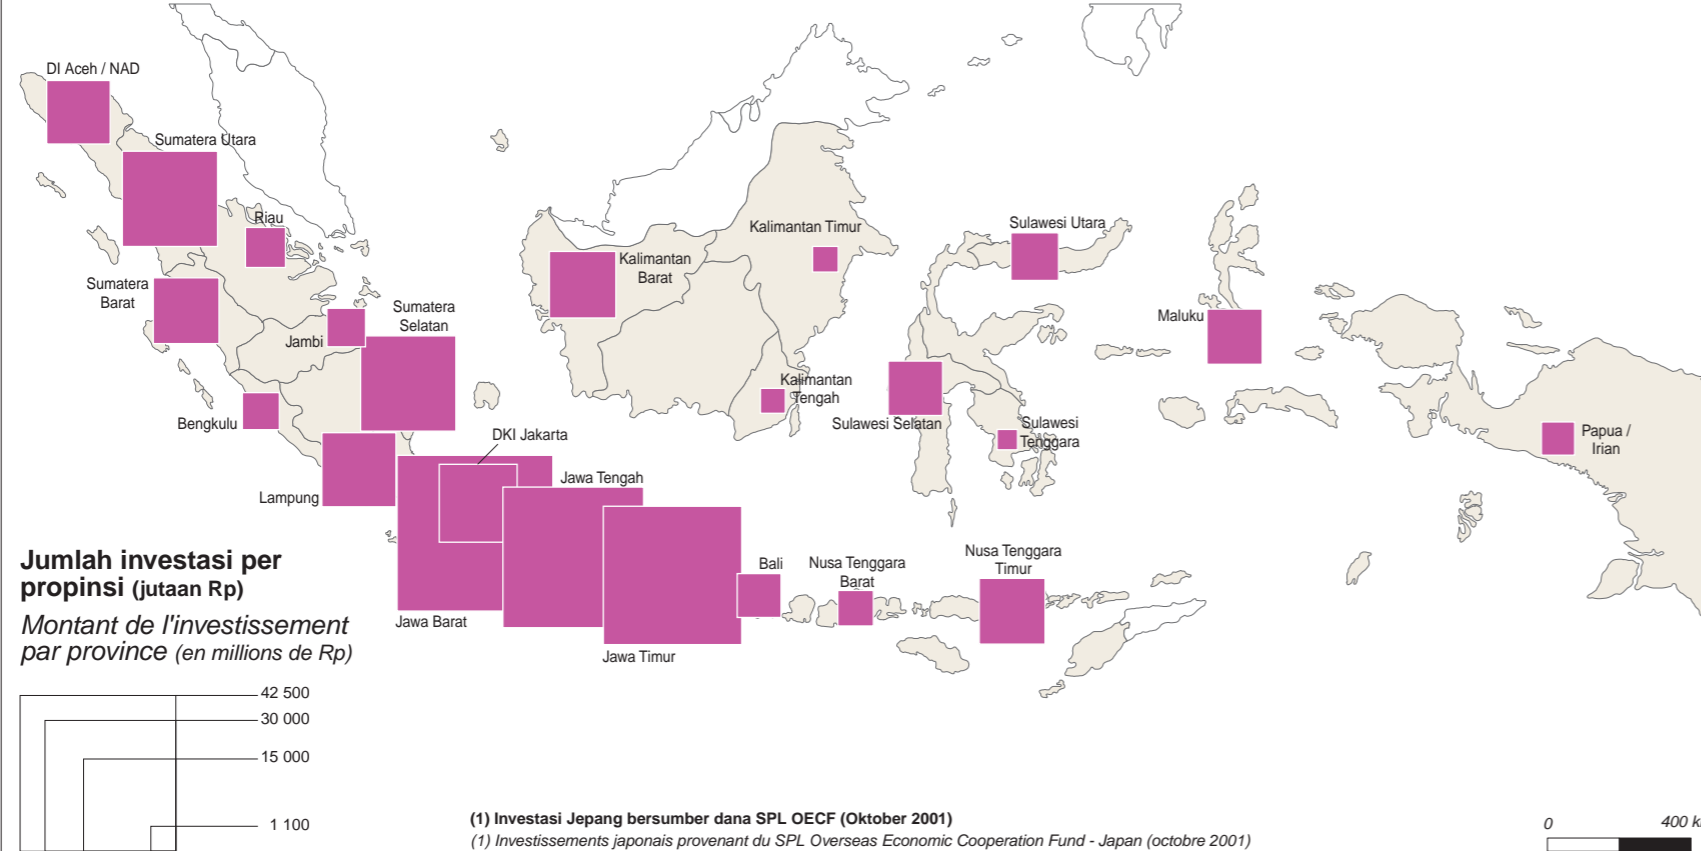 DI Aceh / NAD
Sumatera Utara
Riau
Sumatera
Barat
Jambi
Sumatera
Selatan
Bengkulu
Lampung
DKI Jakarta
Jawa Tengah
Jawa Barat
Jawa Timur
Bali
Nusa Tenggara
Barat
Nusa Tenggara
Timur
Kalimantan
Barat
Kalimantan Timur
Kalimantan
Tengah
Sulawesi Utara
Sulawesi Selatan
Sulawesi
Tenggara
Maluku
Papua /
Irian
Jumlah investasi per
propinsi (jutaan Rp)
Montant de l'investissement
par province (en millions de Rp)
42 500
30 000
15 000
1 100
(1) Investasi Jepang bersumber dana SPL OECF (Oktober 2001)
(1) Investissements japonais provenant du SPL Overseas Economic Cooperation Fund - Japan (octobre 2001)
0 400